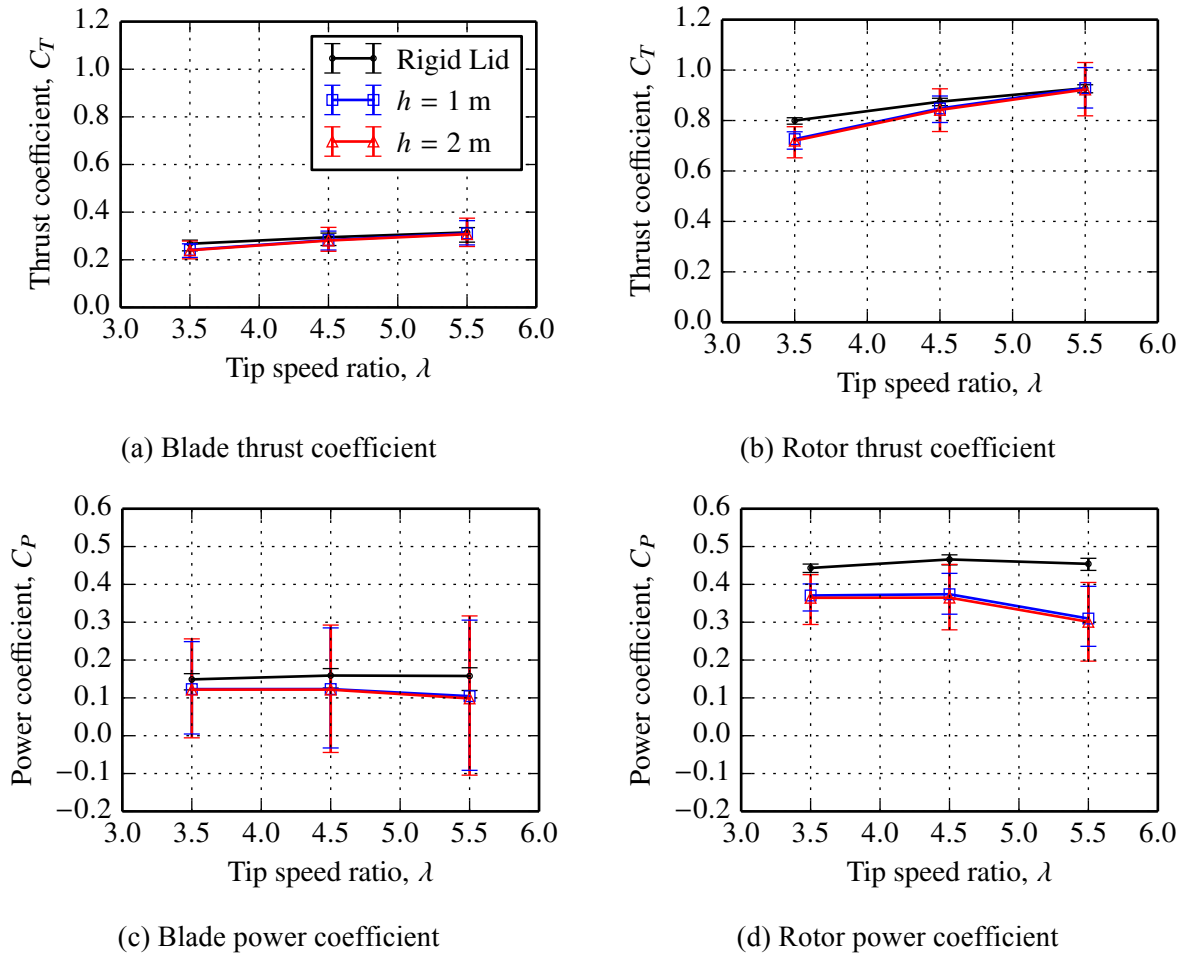 1.2
1.0
0.8
0.6
0.4
0.2
0.0
Thrust coefficient, C_T
3.0 3.5 4.0 4.5 5.0 5.5 6.0
Tip speed ratio, λ
Rigid Lid
h = 1 m
h = 2 m
(a) Blade thrust coefficient
1.2
1.0
0.8
0.6
0.4
0.2
0.0
Thrust coefficient, C_T
3.0 3.5 4.0 4.5 5.0 5.5 6.0
Tip speed ratio, λ
(b) Rotor thrust coefficient
0.6
0.5
0.4
0.3
0.2
0.1
0.0
−0.1
−0.2
Power coefficient, C_P
3.0 3.5 4.0 4.5 5.0 5.5 6.0
Tip speed ratio, λ
(c) Blade power coefficient
0.6
0.5
0.4
0.3
0.2
0.1
0.0
−0.1
−0.2
Power coefficient, C_P
3.0 3.5 4.0 4.5 5.0 5.5 6.0
Tip speed ratio, λ
(d) Rotor power coefficient